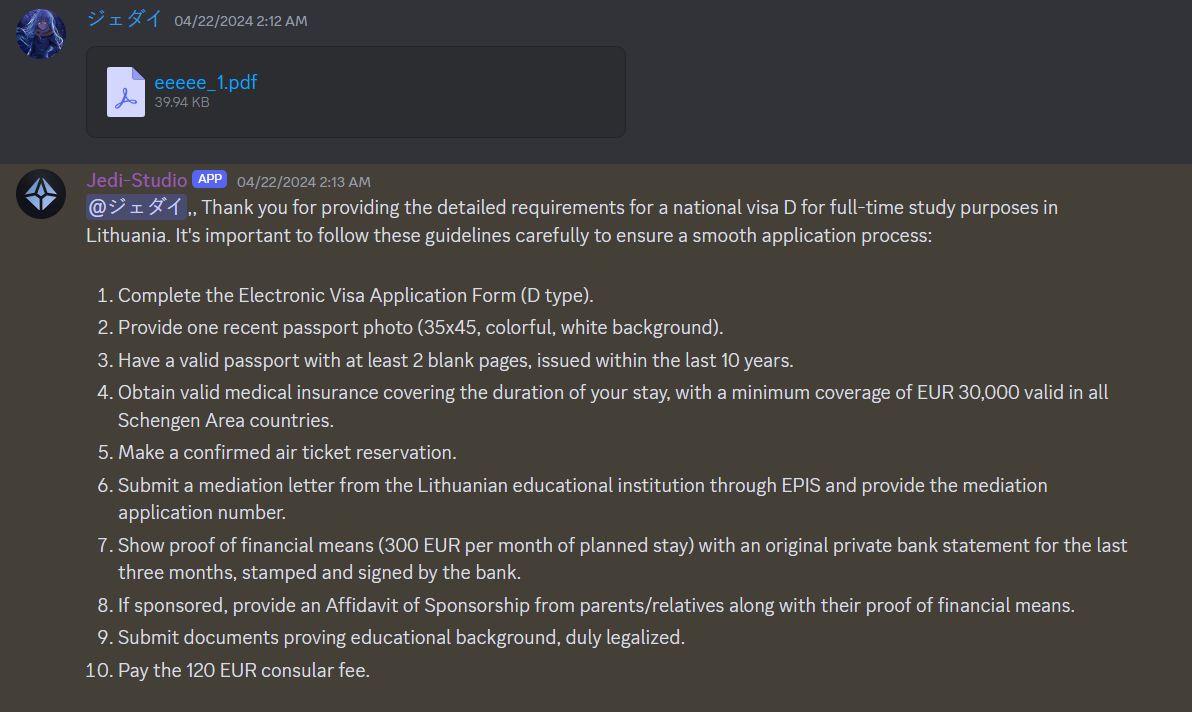 ジェダイ 04/22/2024 2:12 AM
eeeee_1.pdf
39.94 KB
Jedi-Studio APP 04/22/2024 2:13 AM
@ジェダイ,, Thank you for providing the detailed requirements for a national visa D for full-time study purposes in
Lithuania. It's important to follow these guidelines carefully to ensure a smooth application process:
1. Complete the Electronic Visa Application Form (D type).
2. Provide one recent passport photo (35x45, colorful, white background).
3. Have a valid passport with at least 2 blank pages, issued within the last 10 years.
4. Obtain valid medical insurance covering the duration of your stay, with a minimum coverage of EUR 30,000 valid in all
Schengen Area countries.
5. Make a confirmed air ticket reservation.
6. Submit a mediation letter from the Lithuanian educational institution through EPIS and provide the mediation
application number.
7. Show proof of financial means (300 EUR per month of planned stay) with an original private bank statement for the last
three months, stamped and signed by the bank.
8. If sponsored, provide an Affidavit of Sponsorship from parents/relatives along with their proof of financial means.
9. Submit documents proving educational background, duly legalized.
10. Pay the 120 EUR consular fee.